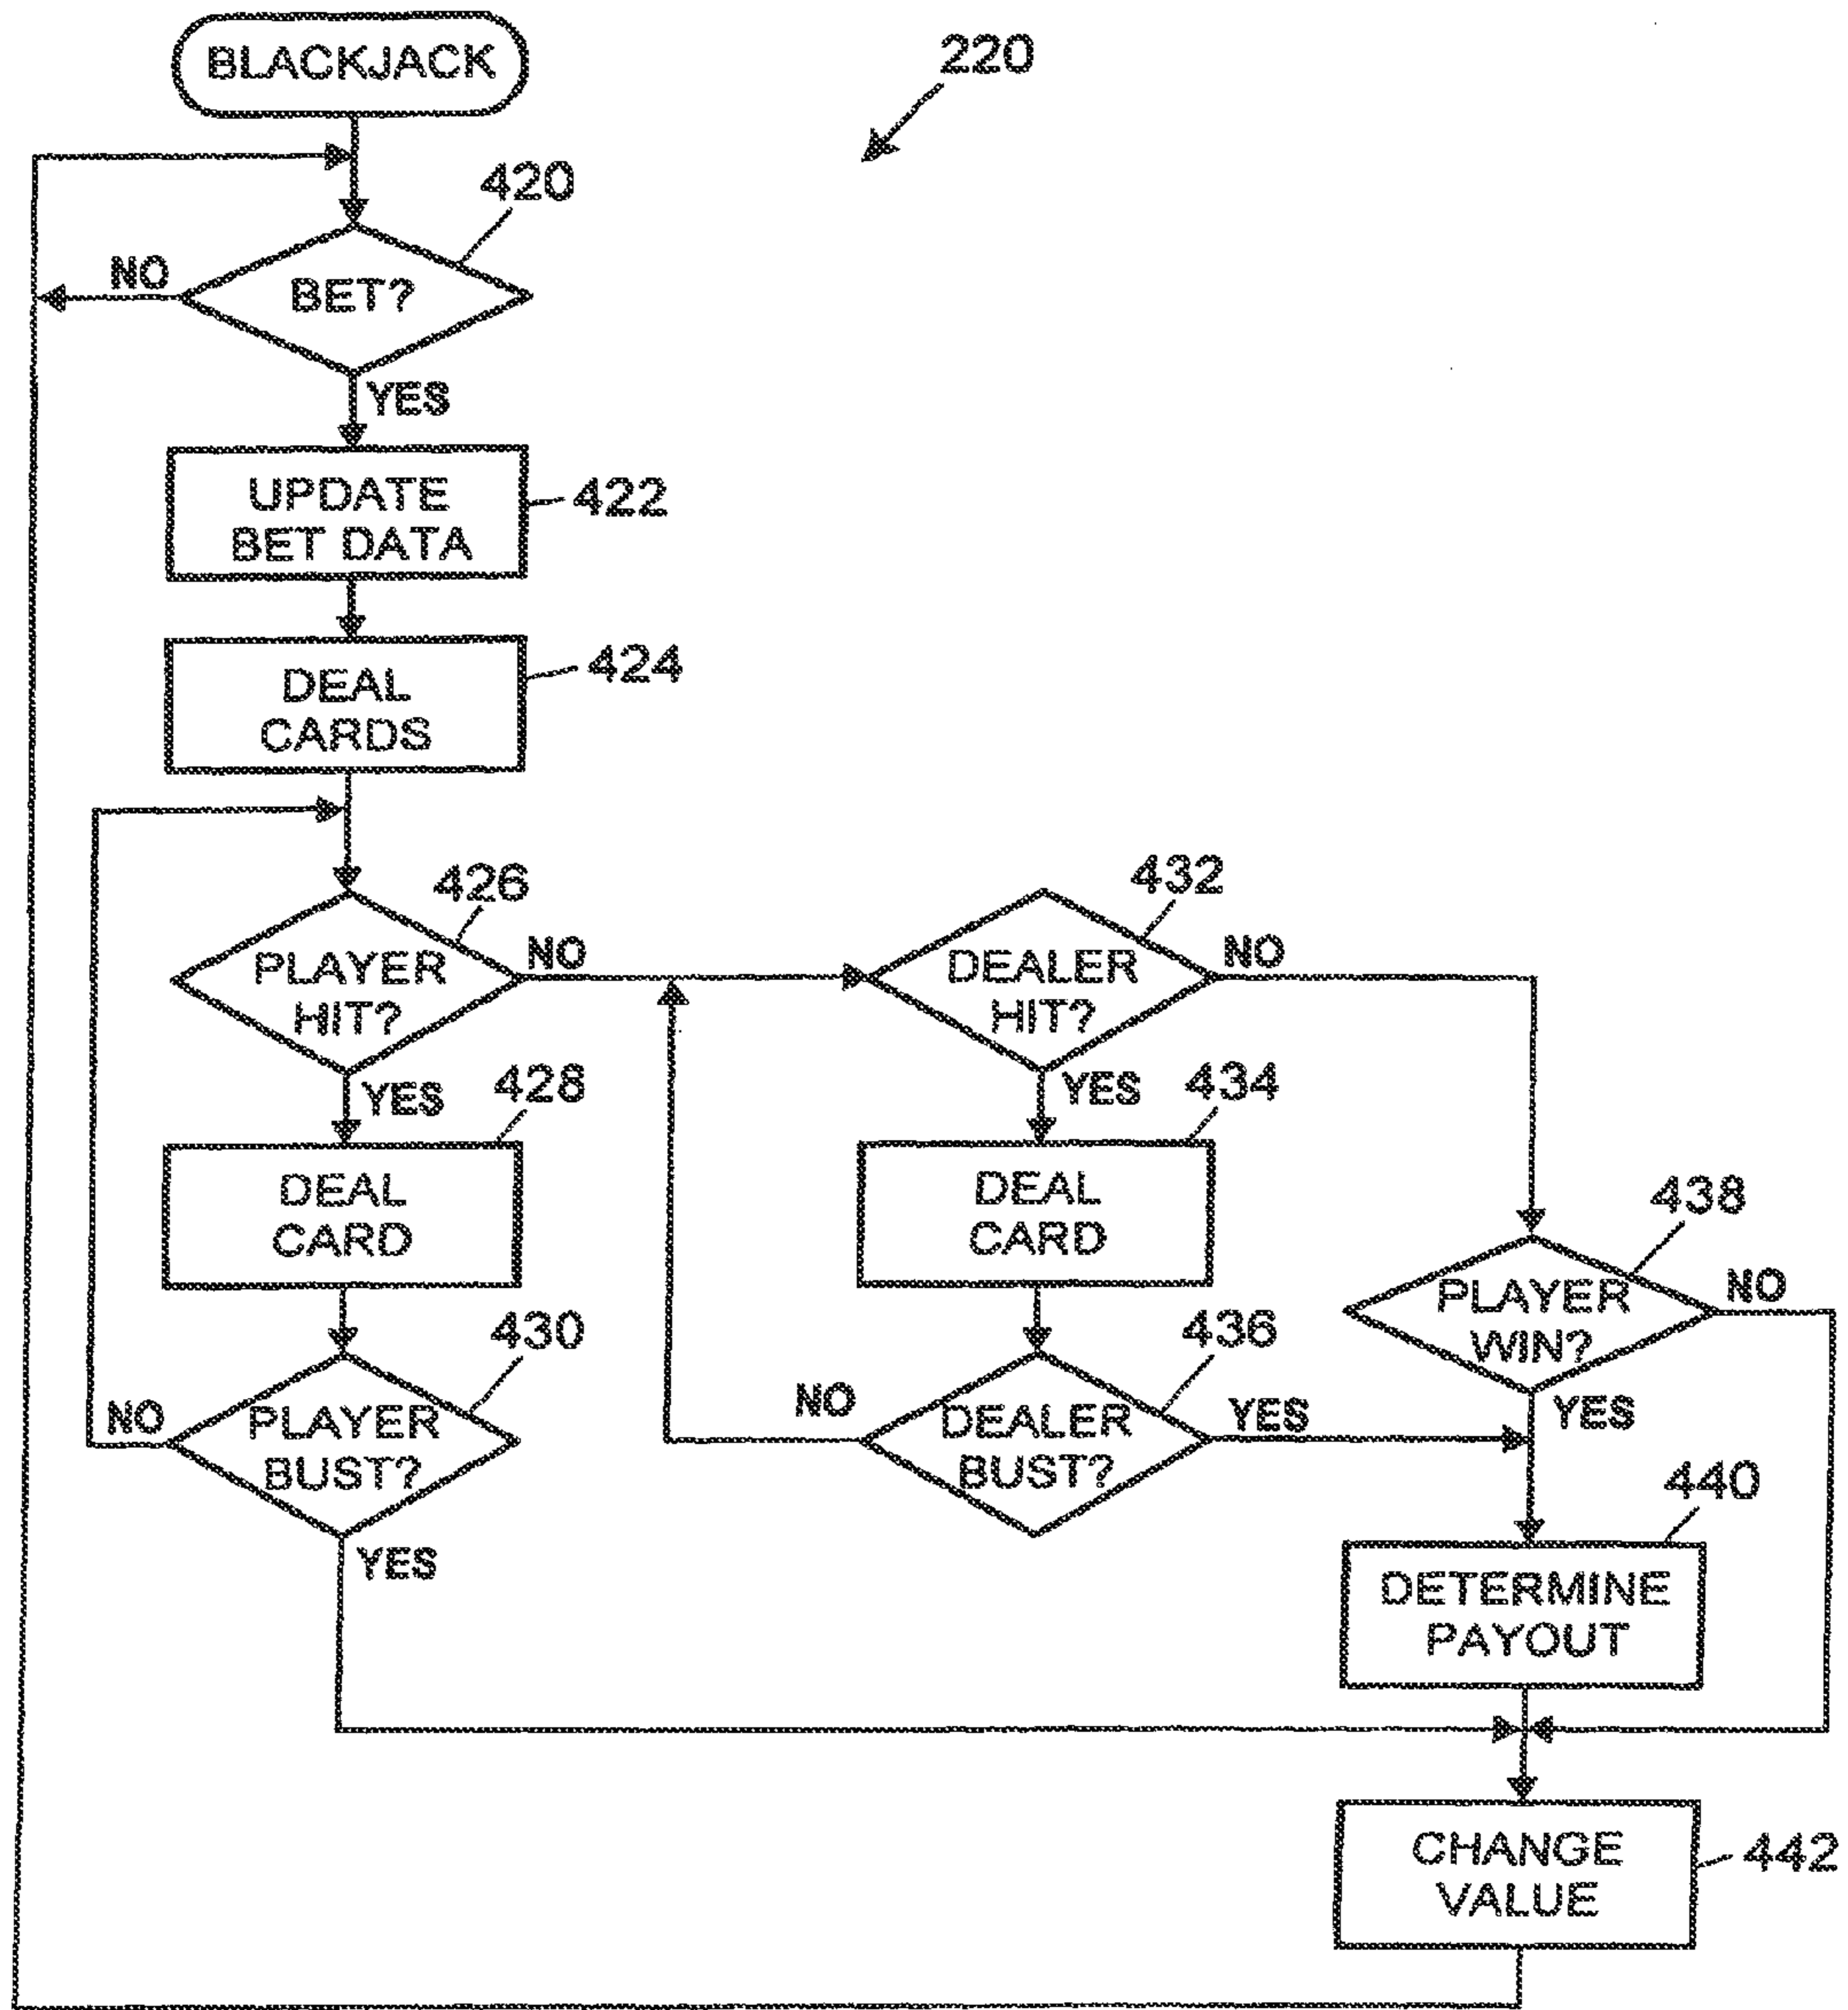 BLACKJACK
220
420
NO
BET?
YES
UPDATE
BET DATA
422
DEAL
CARDS
424
426
PLAYER
HIT?
NO
YES
428
DEAL
CARD
430
NO
PLAYER
BUST?
YES
432
DEALER
HIT?
NO
YES
434
DEAL
CARD
436
NO
DEALER
BUST?
YES
438
PLAYER
WIN?
NO
YES
440
DETERMINE
PAYOUT
CHANGE
VALUE
442